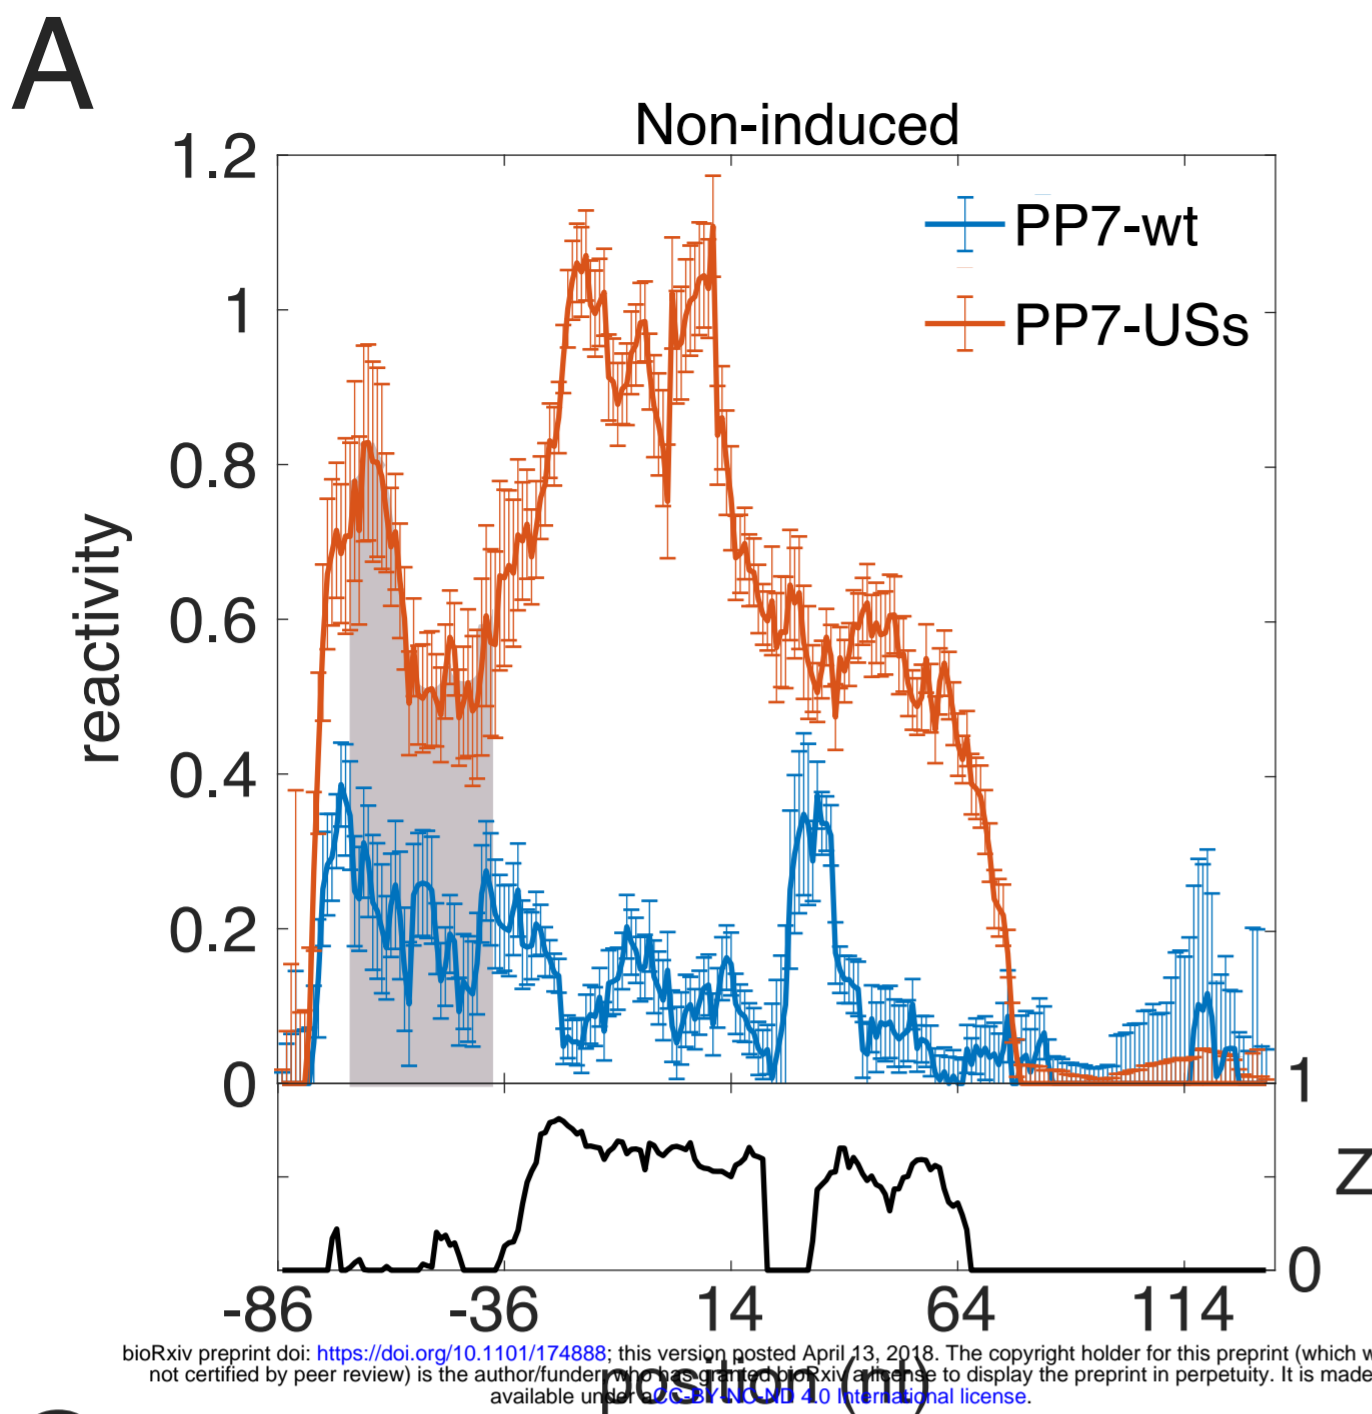 A
Non-induced
1.2
1
0.8
0.6
0.4
0.2
0
reactivity
PP7-wt
PP7-USs
1
Z
0
-86
-36
14
64
114
position (nt)
bioRxiv preprint doi: https://doi.org/10.1101/174888; this version posted April 13, 2018. The copyright holder for this preprint (which w
not certified by peer review) is the author/funder, who has granted bioRxiv a license to display the preprint in perpetuity. It is made
available under aCC-BY-NC-ND 4.0 International license.